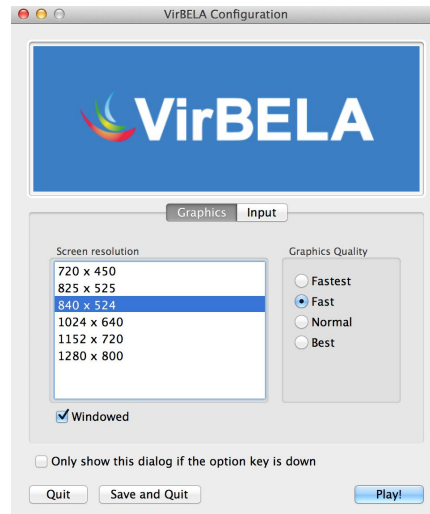 VirBELA Configuration
VirBELA
Graphics Input
Screen resolution
720 x 450
825 x 525
840 x 524
1024 x 640
1152 x 720
1280 x 800
Windowed
Graphics Quality
Fastest
Fast
Normal
Best
Only show this dialog if the option key is down
Quit Save and Quit Play!